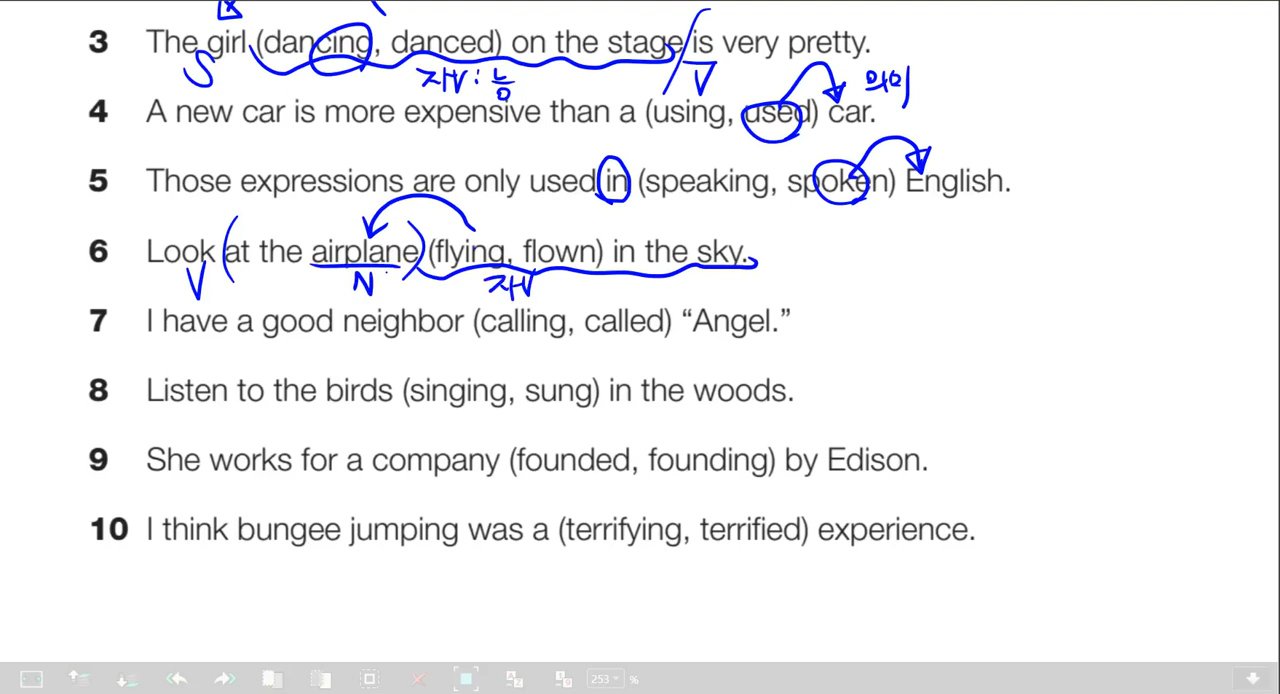 3 The girl (dancing, danced) on the stage is very pretty.
S 자V : 능 V 의미
4 A new car is more expensive than a (using, used) car.
5 Those expressions are only used in (speaking, spoken) English.
6 Look (at the airplane) (flying, flown) in the sky.
V N 자V
7 I have a good neighbor (calling, called) “Angel.”
8 Listen to the birds (singing, sung) in the woods.
9 She works for a company (founded, founding) by Edison.
10 I think bungee jumping was a (terrifying, terrified) experience.
253 %